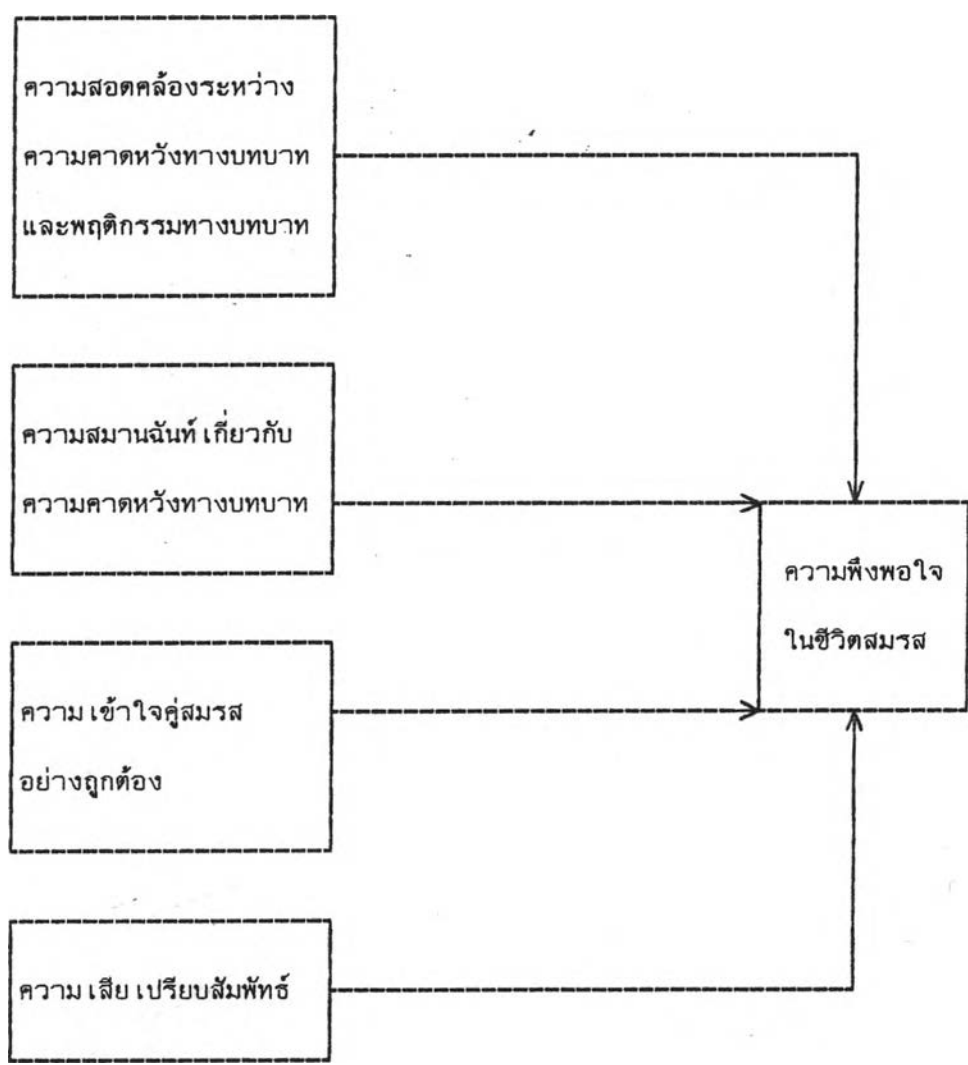 ความสอดคล้องระหว่าง
ความคาดหวังทางบทบาท
และพฤติกรรมทางบทบาท
ความสมานฉันท์ เกี่ยวกับ
ความคาดหวังทางบทบาท
ความ เข้าใจคู่สมรส
อย่างถูกต้อง
ความ เสีย เปรียบสัมพัทธ์
ความพึงพอใจ
ในชีวิตสมรส